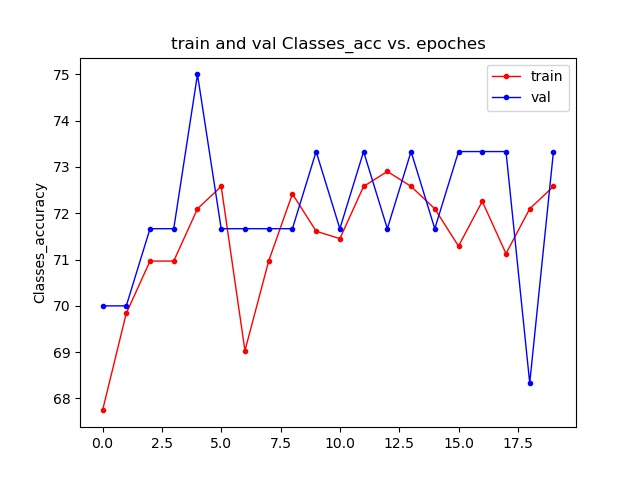 train and val Classes_acc vs. epoches
train
val
Classes_accuracy
75
74
73
72
71
70
69
68
0.0 2.5 5.0 7.5 10.0 12.5 15.0 17.5